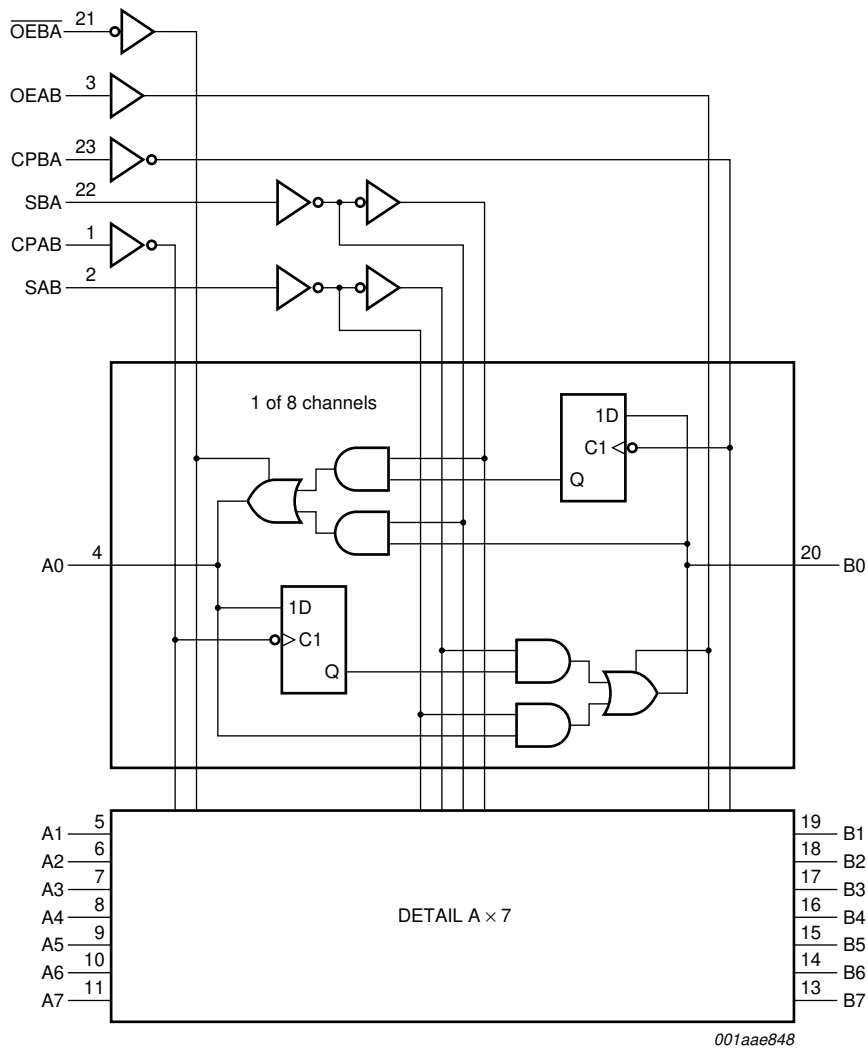 O̅E̅B̅A̅ 21
OEAB 3
CPBA 23
SBA 22
CPAB 1
SAB 2
1 of 8 channels
1D
C1
Q
A0 4
20 B0
1D
C1
Q
A1 5
19 B1
A2 6
18 B2
A3 7
17 B3
A4 8
16 B4
A5 9
15 B5
A6 10
14 B6
A7 11
13 B7
DETAIL A × 7
001aae848